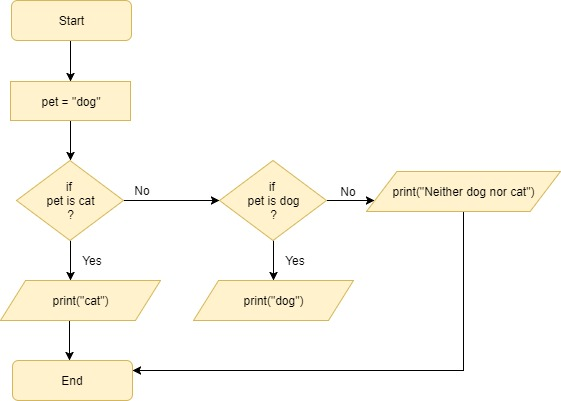 Start
pet = "dog"
if
pet is cat
?
No
if
pet is dog
?
No
print("Neither dog nor cat")
Yes
Yes
print("cat")
print("dog")
End